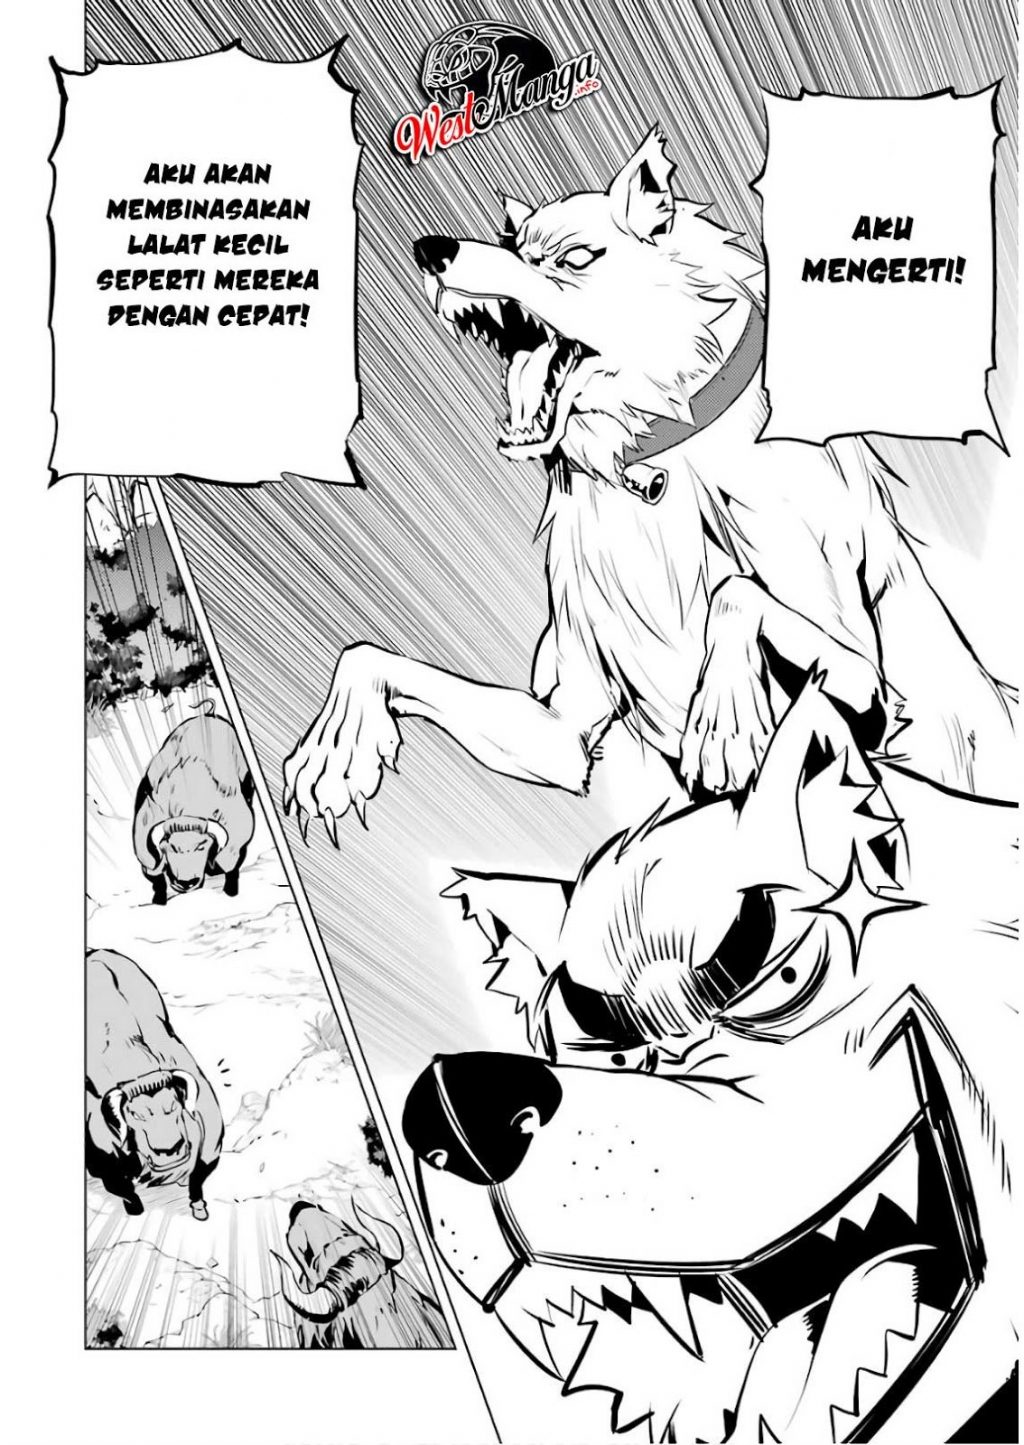 WestManga
.info
AKU
MENGERTI!
AKU AKAN
MEMBINASAKAN
LALAT KECIL
SEPERTI MEREKA
DENGAN CEPAT!